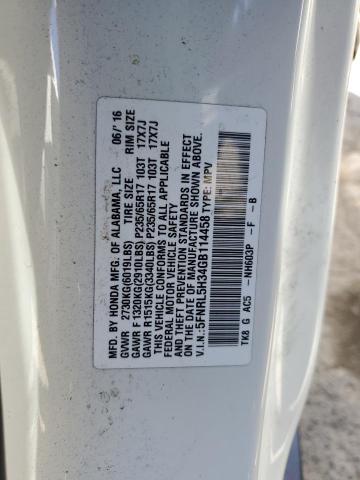 MFD. BY HONDA MFG. OF ALABAMA, LLC 06/'16
GVWR 2730KG(6019LBS) TIRE SIZE RIM SIZE
GAWR F 1320KG(2910LBS) P235/65R17 103T 17X7J
GAWR R 1515KG(3340LBS) P235/65R17 103T 17X7J
THIS VEHICLE CONFORMS TO ALL APPLICABLE
FEDERAL MOTOR VEHICLE SAFETY
AND THEFT PREVENTION STANDARDS IN EFFECT
ON THE DATE OF MANUFACTURE SHOWN ABOVE.
V.I.N.:5FNRL5H34GB114458 TYPE: MPV
TK8 G AC5 -NH603P - F - B